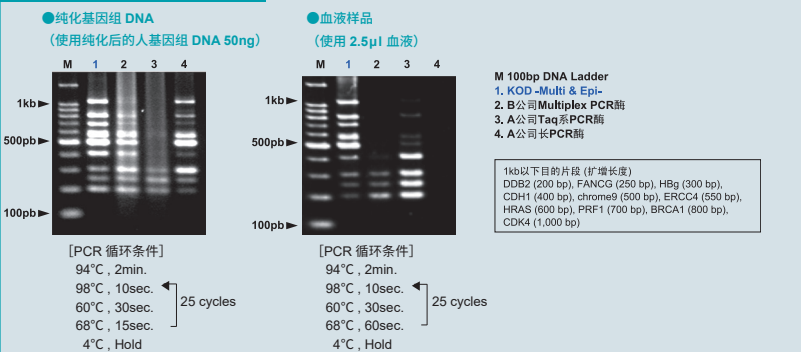 ●纯化基因组 DNA
（使用纯化后的人基因组 DNA 50ng）
M 1 2 3 4
1kb
500pb
100pb
［PCR 循环条件］
94℃ , 2min.
98℃ , 10sec.
60℃ , 30sec.
68℃ , 15sec.
25 cycles
4℃ , Hold
●血液样品
（使用 2.5μl 血液）
M 1 2 3 4
1kb
500pb
100pb
［PCR 循环条件］
94℃ , 2min.
98℃ , 10sec.
60℃ , 30sec.
68℃ , 60sec.
25 cycles
4℃ , Hold
M 100bp DNA Ladder
1. KOD -Multi & Epi-
2. B公司Multiplex PCR酶
3. A公司Taq系PCR酶
4. A公司长PCR酶
1kb以下目的片段 (扩增长度)
DDB2 (200 bp), FANCG (250 bp), HBg (300 bp),
CDH1 (400 bp), chrome9 (500 bp), ERCC4 (550 bp),
HRAS (600 bp), PRF1 (700 bp), BRCA1 (800 bp),
CDK4 (1,000 bp)